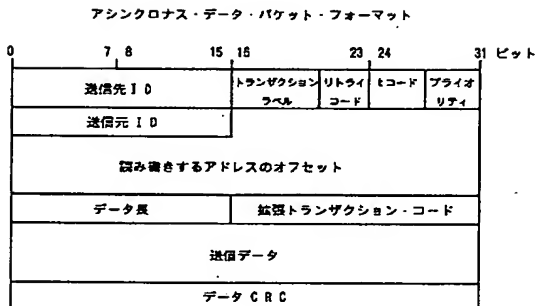 アシンクロナス・データ・パケット・フォーマット
0 7 8 15 16 23 24 31 ビット
送信先ID トランザクション リトライ tコード プライオ
ラベル コード リティ
送信元 ID
読み書きするアドレスのオフセット
データ長 拡張トランザクション・コード
送信データ
データCRC